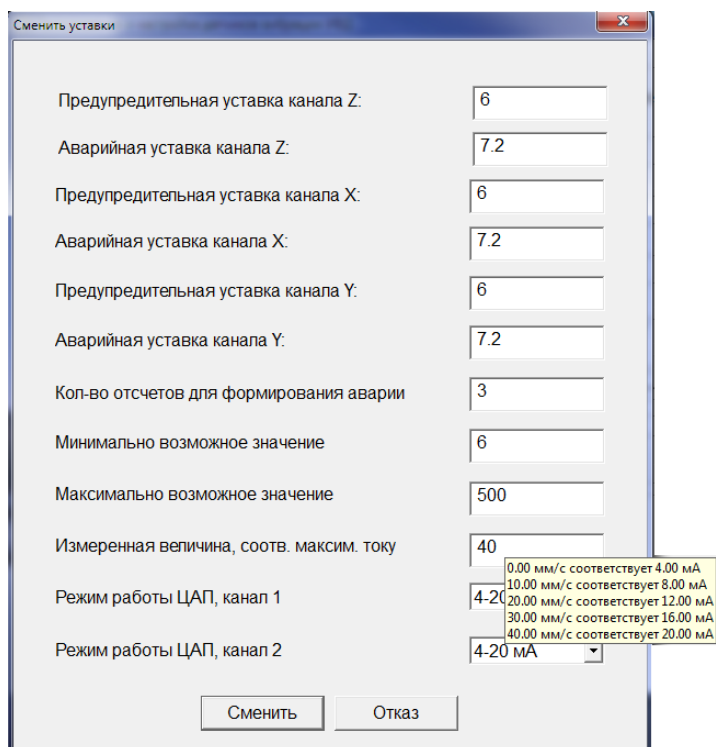 Сменить уставки
Предупредительная уставка канала Z: 6
Аварийная уставка канала Z: 7.2
Предупредительная уставка канала X: 6
Аварийная уставка канала X: 7.2
Предупредительная уставка канала Y: 6
Аварийная уставка канала Y: 7.2
Кол-во отсчетов для формирования аварии 3
Минимально возможное значение 6
Максимально возможное значение 500
Измеренная величина, соотв. максим. току 40
0.00 мм/с соответствует 4.00 мА
10.00 мм/с соответствует 8.00 мА
20.00 мм/с соответствует 12.00 мА
30.00 мм/с соответствует 16.00 мА
40.00 мм/с соответствует 20.00 мА
Режим работы ЦАП, канал 1 4-20
Режим работы ЦАП, канал 2 4-20 мА
Сменить Отказ